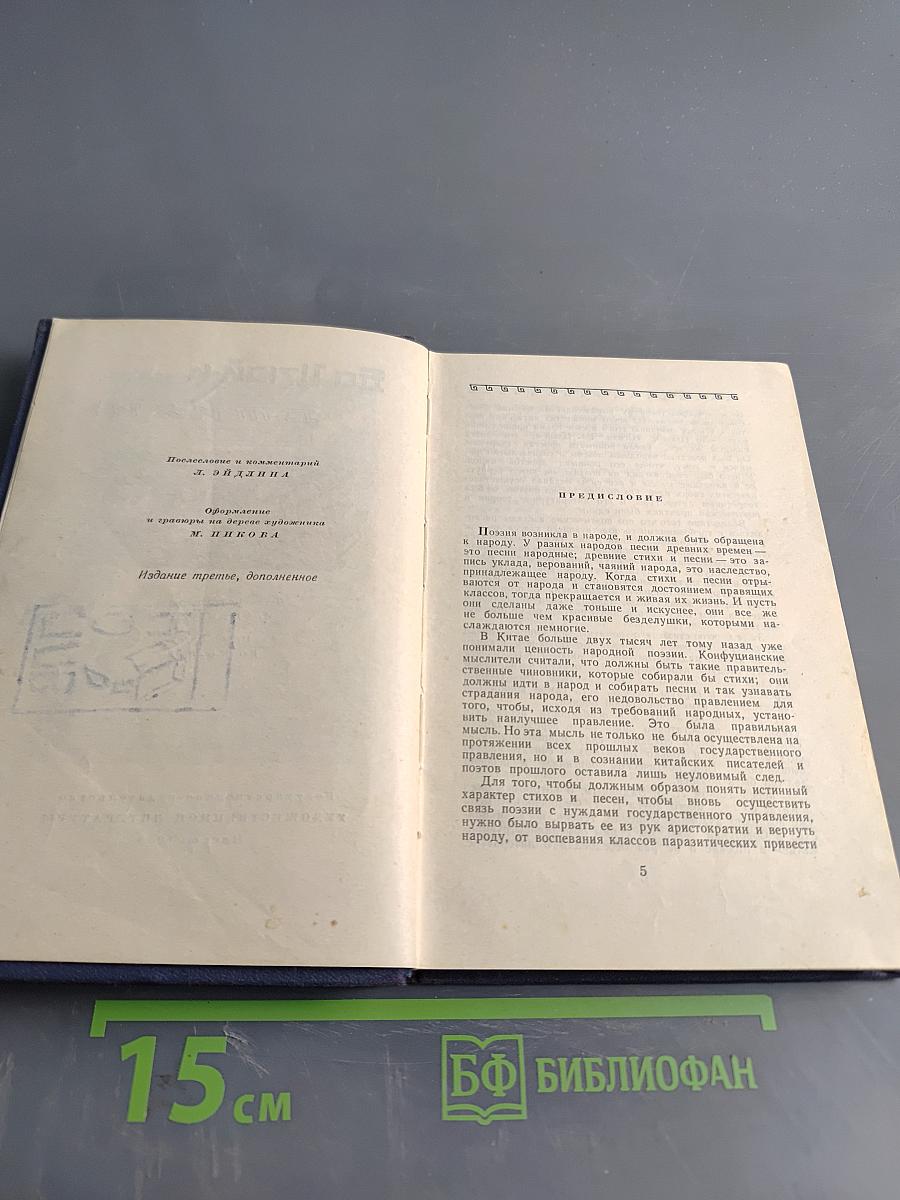 Послесловие и комментарий
Л. ЭЙДЛИНА
Оформление
и гравюры на дереве художника
М. ПИКОВА
Издание третье, дополненное
ПРЕДИСЛОВИЕ
Поэзия возникла в народе, и должна быть обращена
к народу. У разных народов песни древних времен —
это песни народные; древние стихи и песни — это за-
пись уклада, верований, чаяний народа, это наследство,
принадлежащее народу. Когда стихи и песни отры-
ваются от народа и становятся достоянием правящих
классов, тогда прекращается и живая их жизнь. И пусть
они сделаны даже тоньше и искуснее, они все же
не больше чем красивые безделушки, которыми на-
слаждаются немногие.
В Китае больше двух тысяч лет тому назад уже
понимали ценность народной поэзии. Конфуцианские
мыслители считали, что должны быть такие правитель-
ственные чиновники, которые собирали бы стихи; они
должны идти в народ и собирать песни и так узнавать
страдания народа, его недовольство правлением для
того, чтобы, исходя из требований народных, устано-
вить наилучшее правление. Это была правильная
мысль. Но эта мысль не только не была осуществлена на
протяжении всех прошлых веков государственного
правления, но и в сознании китайских писателей и
поэтов прошлого оставила лишь неуловимый след.
Для того, чтобы должным образом понять истинный
характер стихов и песен, чтобы вновь осуществить
связь поэзии с нуждами государственного управления,
нужно было вырвать ее из рук аристократии и вернуть
народу, от воспевания классов паразитических привести
5
15 см
БФ БИБЛИОФАН